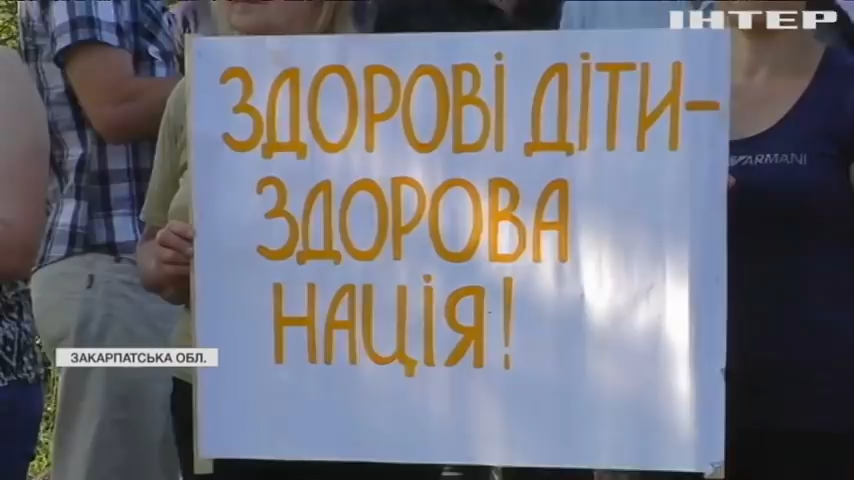 ІНТЕР
ЗДОРОВІ ДІТИ –
ЗДОРОВА
НАЦІЯ!
ARMANI
ЗАКАРПАТСЬКА ОБЛ.